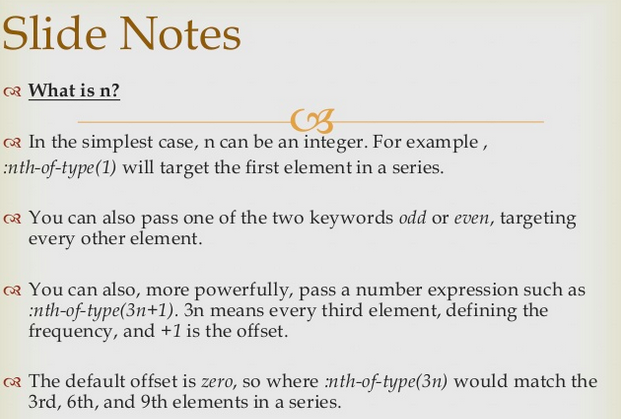 Slide Notes
What is n?
In the simplest case, n can be an integer. For example ,
:nth-of-type(1) will target the first element in a series.
You can also pass one of the two keywords odd or even, targeting
every other element.
You can also, more powerfully, pass a number expression such as
:nth-of-type(3n+1). 3n means every third element, defining the
frequency, and +1 is the offset.
The default offset is zero, so where :nth-of-type(3n) would match the
3rd, 6th, and 9th elements in a series.